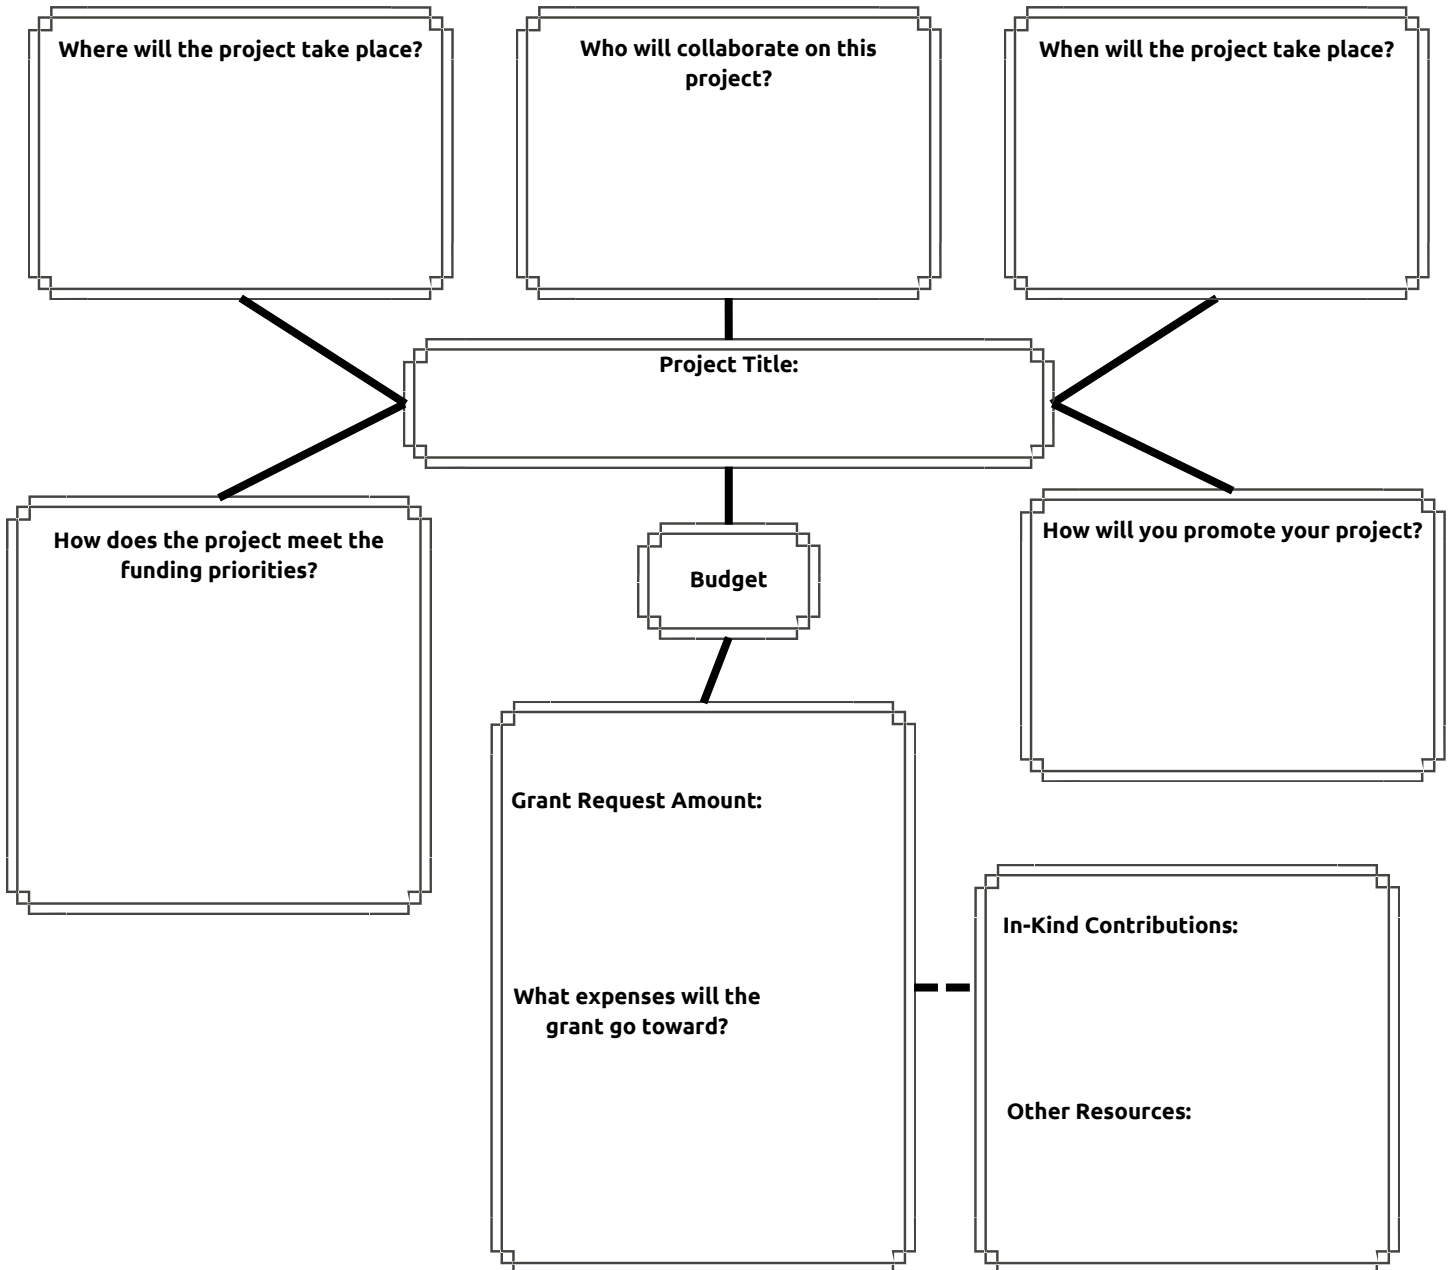 Where will the project take place?
Who will collaborate on this
project?
When will the project take place?
Project Title:
How does the project meet the
funding priorities?
Budget
How will you promote your project?
Grant Request Amount:
What expenses will the
grant go toward?
In-Kind Contributions:
Other Resources: